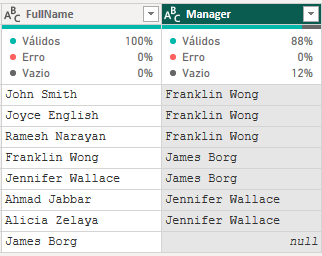 ABC FullName ABC Manager
Válidos 100% Válidos 88%
Erro 0% Erro 0%
Vazio 0% Vazio 12%
John Smith Franklin Wong
Joyce English Franklin Wong
Ramesh Narayan Franklin Wong
Franklin Wong James Borg
Jennifer Wallace James Borg
Ahmad Jabbar Jennifer Wallace
Alicia Zelaya Jennifer Wallace
James Borg null